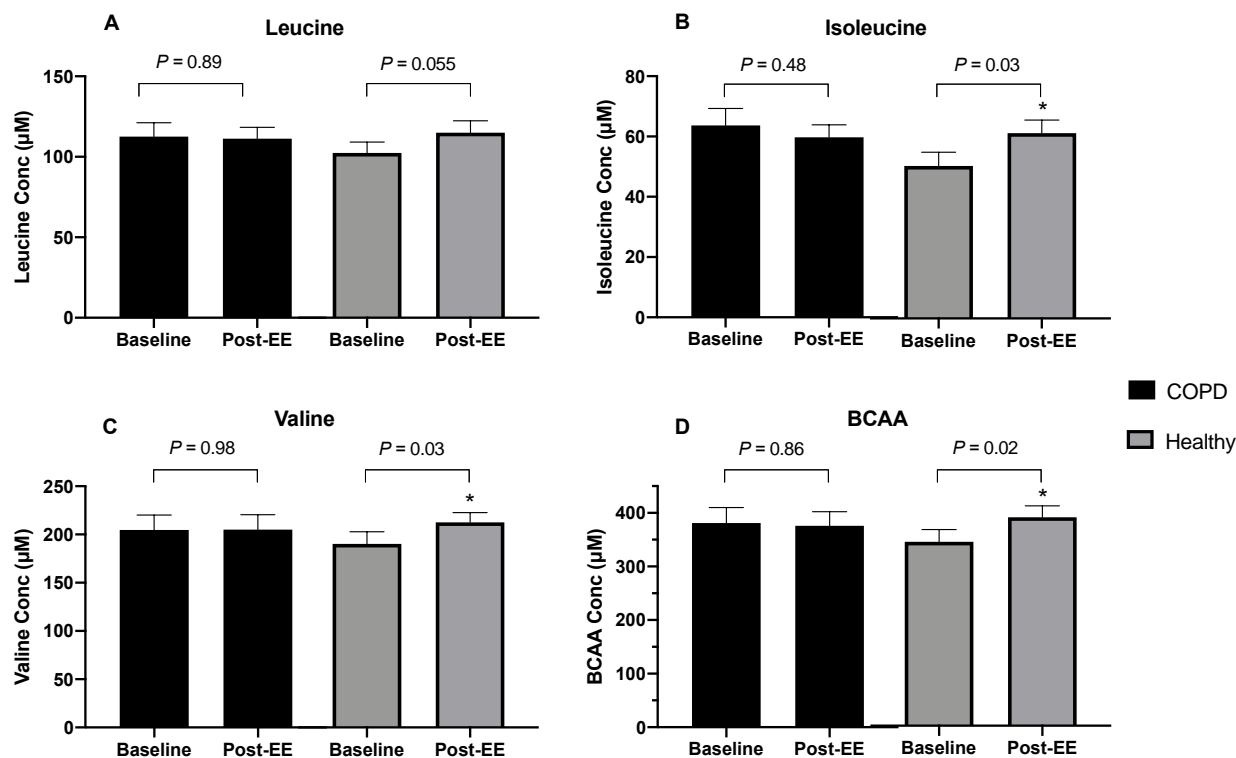 A
Leucine
P = 0.89
P = 0.055
Leucine Conc (µM)
150
100
50
0
Baseline
Post-EE
Baseline
Post-EE
B
Isoleucine
P = 0.48
P = 0.03
*
Isoleucine Conc (µM)
80
60
40
20
0
Baseline
Post-EE
Baseline
Post-EE
C
Valine
P = 0.98
P = 0.03
*
Valine Conc (µM)
250
200
150
100
50
0
Baseline
Post-EE
Baseline
Post-EE
D
BCAA
P = 0.86
P = 0.02
*
BCAA Conc (µM)
400
300
200
100
0
Baseline
Post-EE
Baseline
Post-EE
COPD
Healthy